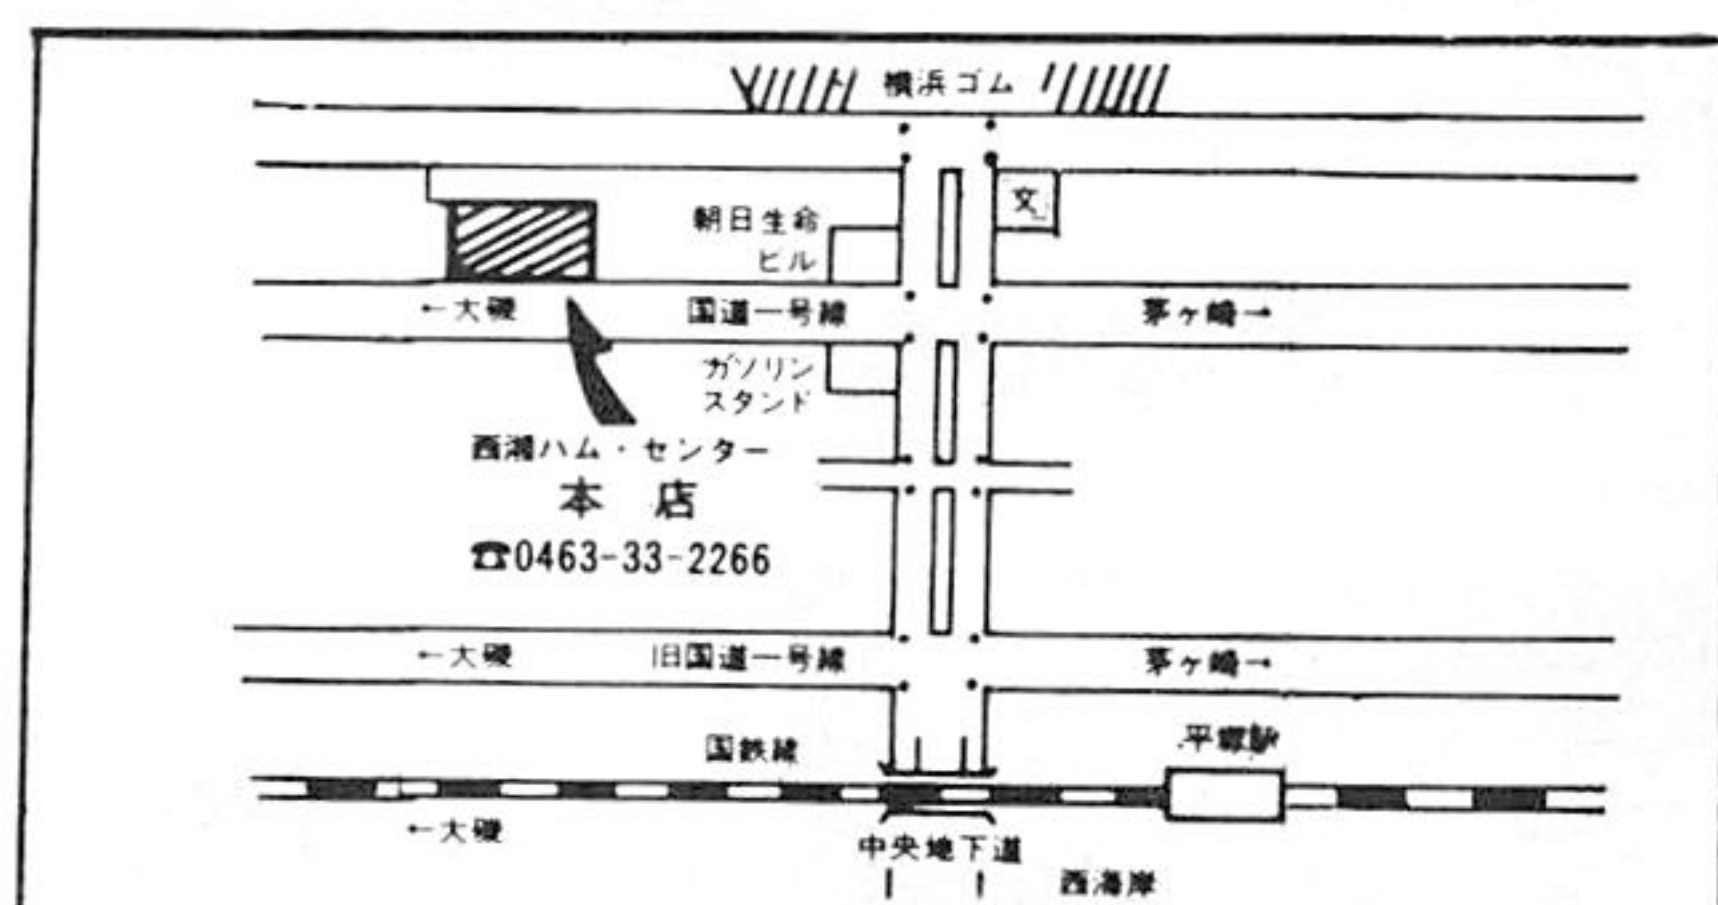 横浜ゴム
文
朝日生命
ビル
←大磯
国道一号線
茅ヶ崎→
ガソリン
スタンド
西湘ハム・センター
本店
☎0463-33-2266
←大磯
旧国道一号線
茅ヶ崎→
国鉄線
平塚駅
←大磯
中央地下道
西海岸